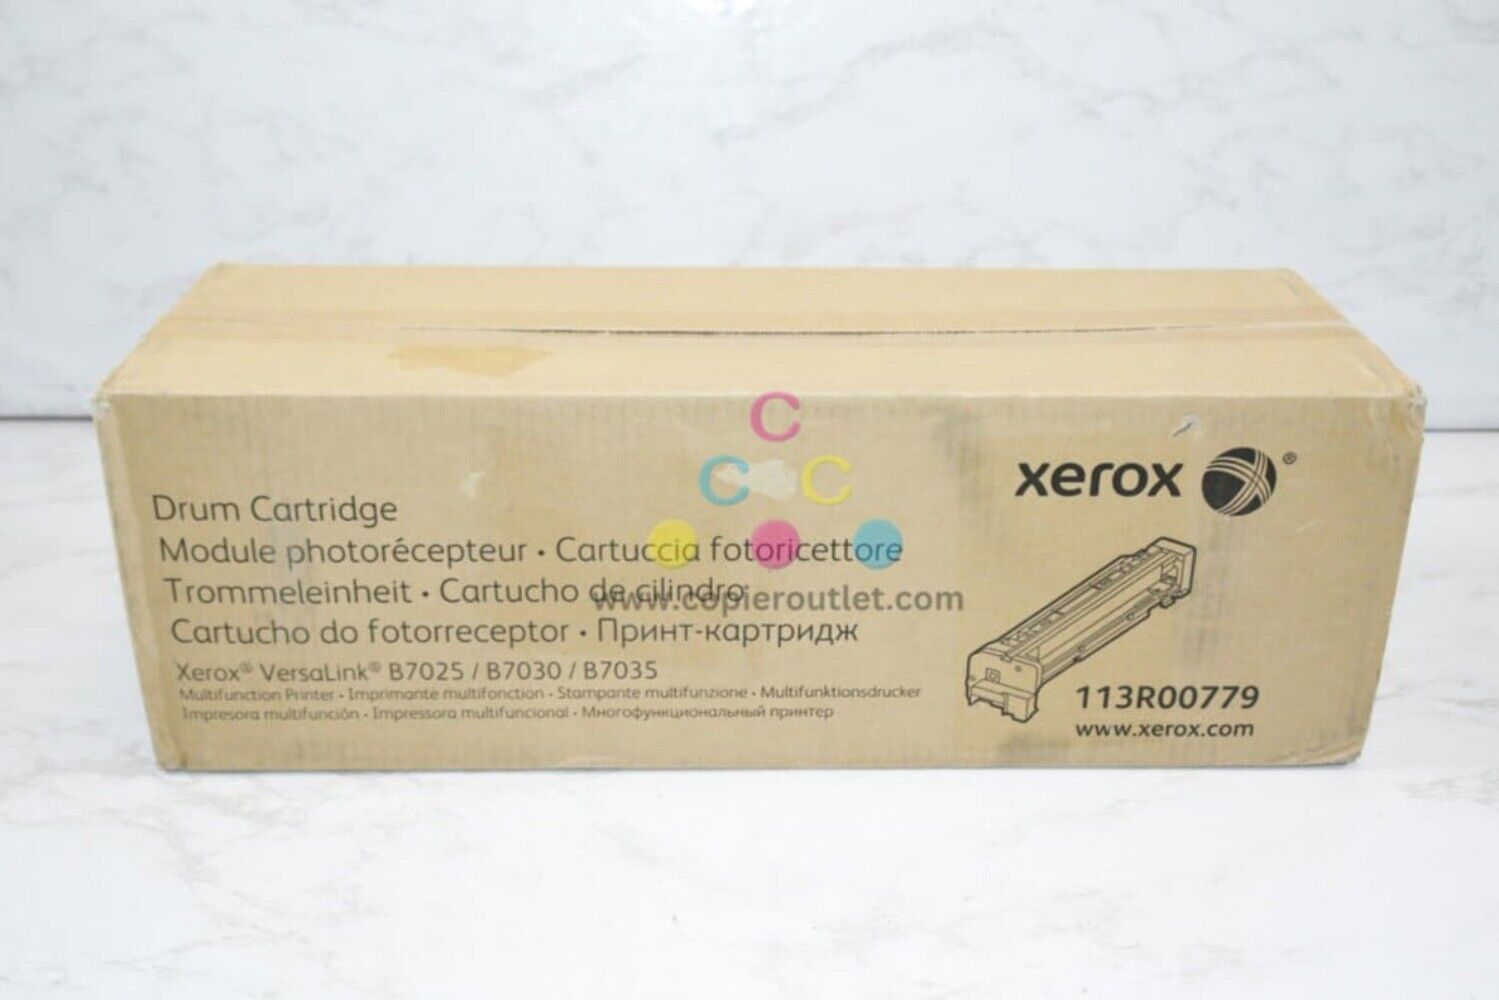 C
C C
xerox ®
Drum Cartridge
Module photorécepteur • Cartuccia fotoricettore
Trommeleinheit • Cartucho de cilindro
www.copieroutlet.com
Cartucho do fotorreceptor • Принт-картридж
Xerox® VersaLink® B7025 / B7030 / B7035
Multifunction Printer • Imprimante multifonction • Stampante multifunzione • Multifunktionsdrucker
Impresora multifunción • Impressora multifuncional • Многофункциональный принтер
113R00779
www.xerox.com